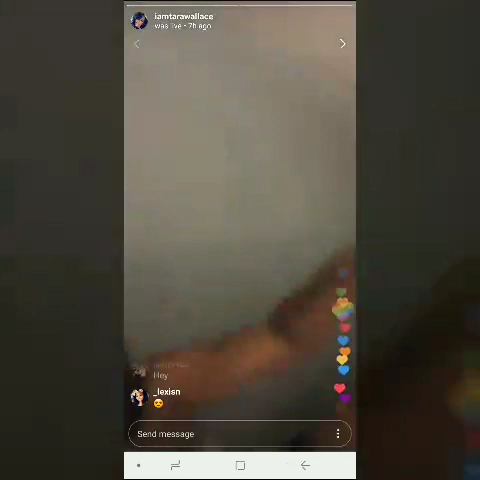 iamtarawallace
was live • 7h ago
Hey
_lexisn
😍
Send message